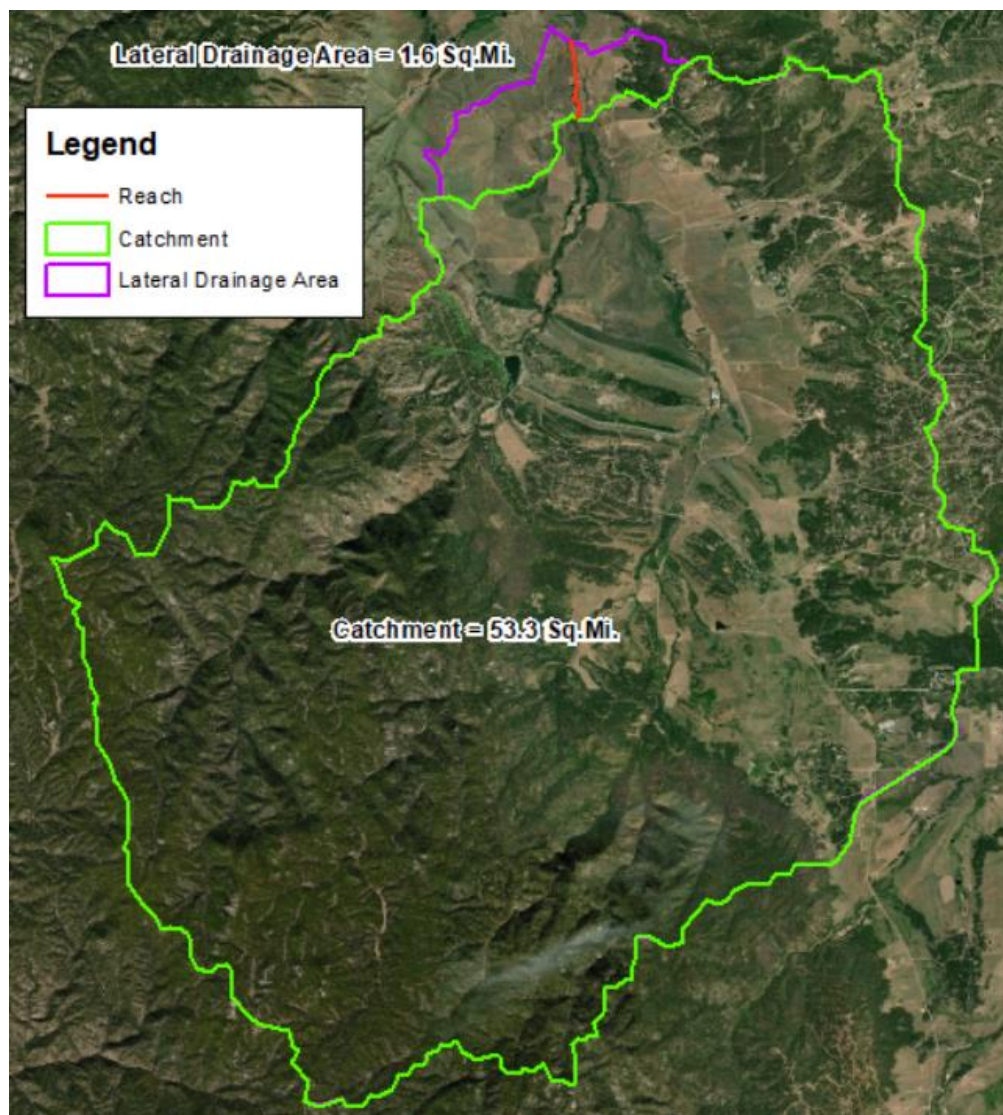 Lateral Drainage Area = 1.6 Sq.Mi.
Legend
Reach
Catchment
Lateral Drainage Area
Catchment = 53.3 Sq.Mi.